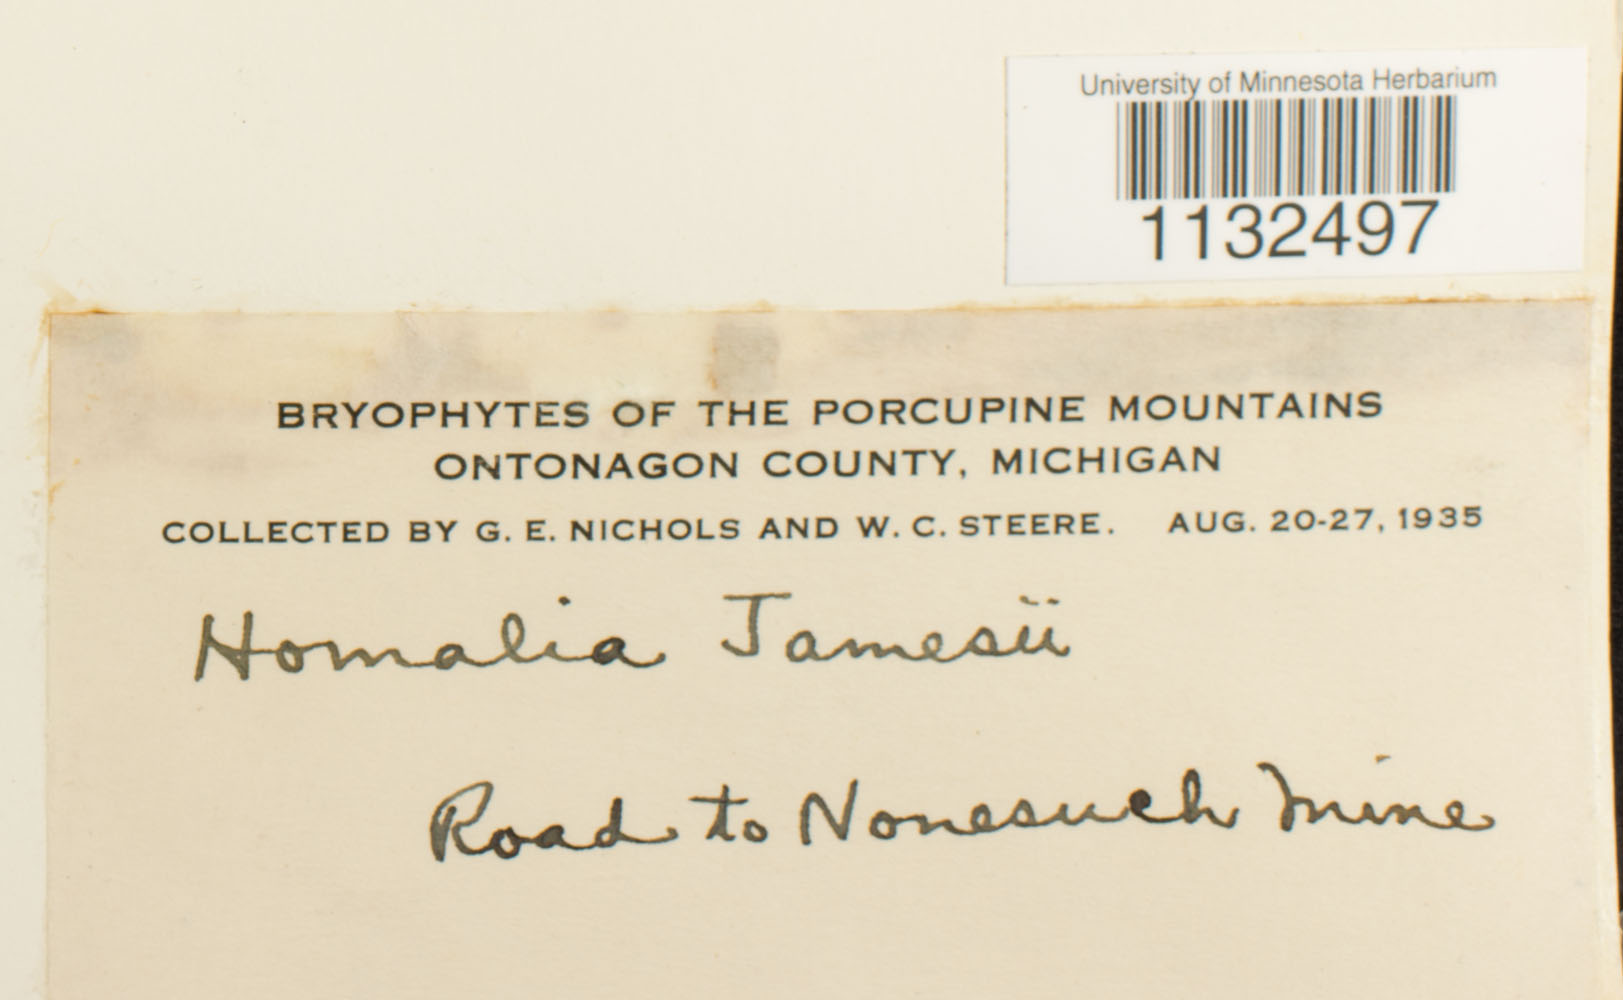 University of Minnesota Herbarium
1132497
BRYOPHYTES OF THE PORCUPINE MOUNTAINS
ONTONAGON COUNTY, MICHIGAN
COLLECTED BY G. E. NICHOLS AND W. C. STEERE. AUG. 20-27, 1935
Homalia Jamesii
Road to Nonesuch Mine